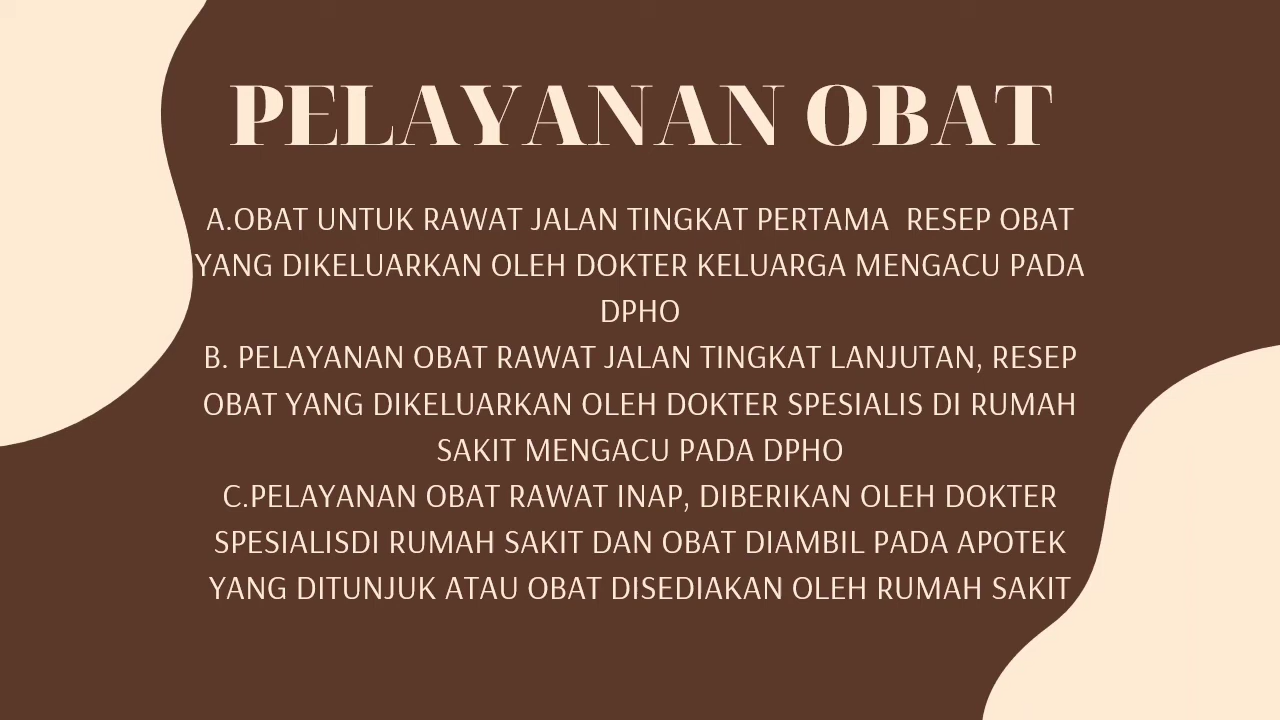 PELAYANAN OBAT
A.OBAT UNTUK RAWAT JALAN TINGKAT PERTAMA  RESEP OBAT
YANG DIKELUARKAN OLEH DOKTER KELUARGA MENGACU PADA
DPHO
B. PELAYANAN OBAT RAWAT JALAN TINGKAT LANJUTAN, RESEP
OBAT YANG DIKELUARKAN OLEH DOKTER SPESIALIS DI RUMAH
SAKIT MENGACU PADA DPHO
C.PELAYANAN OBAT RAWAT INAP, DIBERIKAN OLEH DOKTER
SPESIALISDI RUMAH SAKIT DAN OBAT DIAMBIL PADA APOTEK
YANG DITUNJUK ATAU OBAT DISEDIAKAN OLEH RUMAH SAKIT